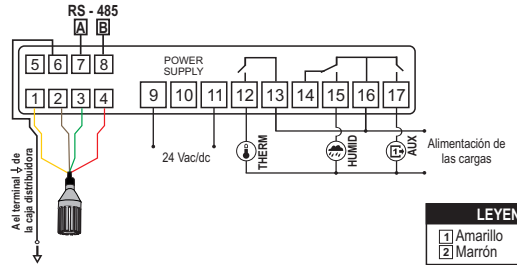 RS - 485
A B
5 6 7 8
POWER
SUPPLY
1 2 3 4
9 10 11 12 13 14 15 16 17
24 Vac/dc
THERM
HUMID
1
AUX
Alimentación de
las cargas
A el terminal de
la caja distribuidora
LEYEN
1 Amarillo
2 Marrón